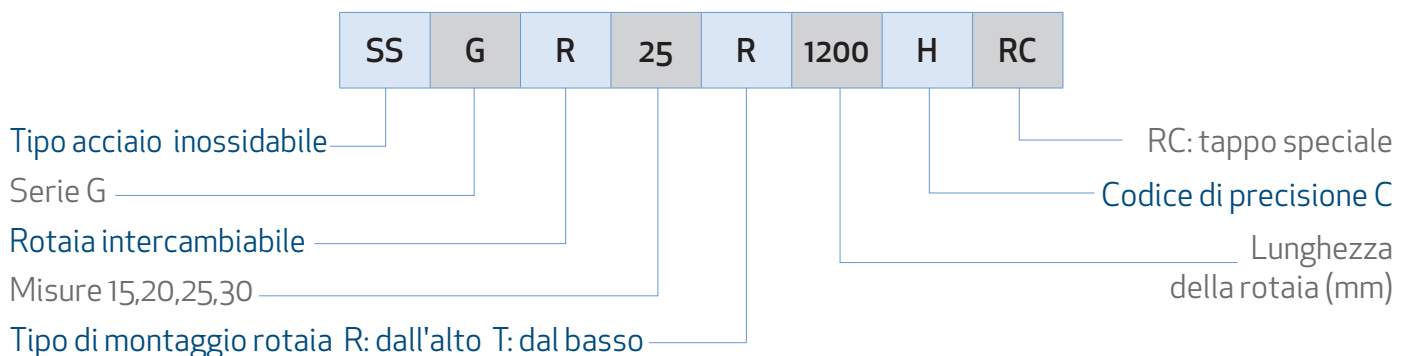 SS G R 25 R 1200 H RC
Tipo acciaio inossidabile
RC: tappo speciale
Serie G
Codice di precisione C
Rotaia intercambiabile
Lunghezza
della rotaia (mm)
Misure 15,20,25,30
Tipo di montaggio rotaia R: dall'alto T: dal basso